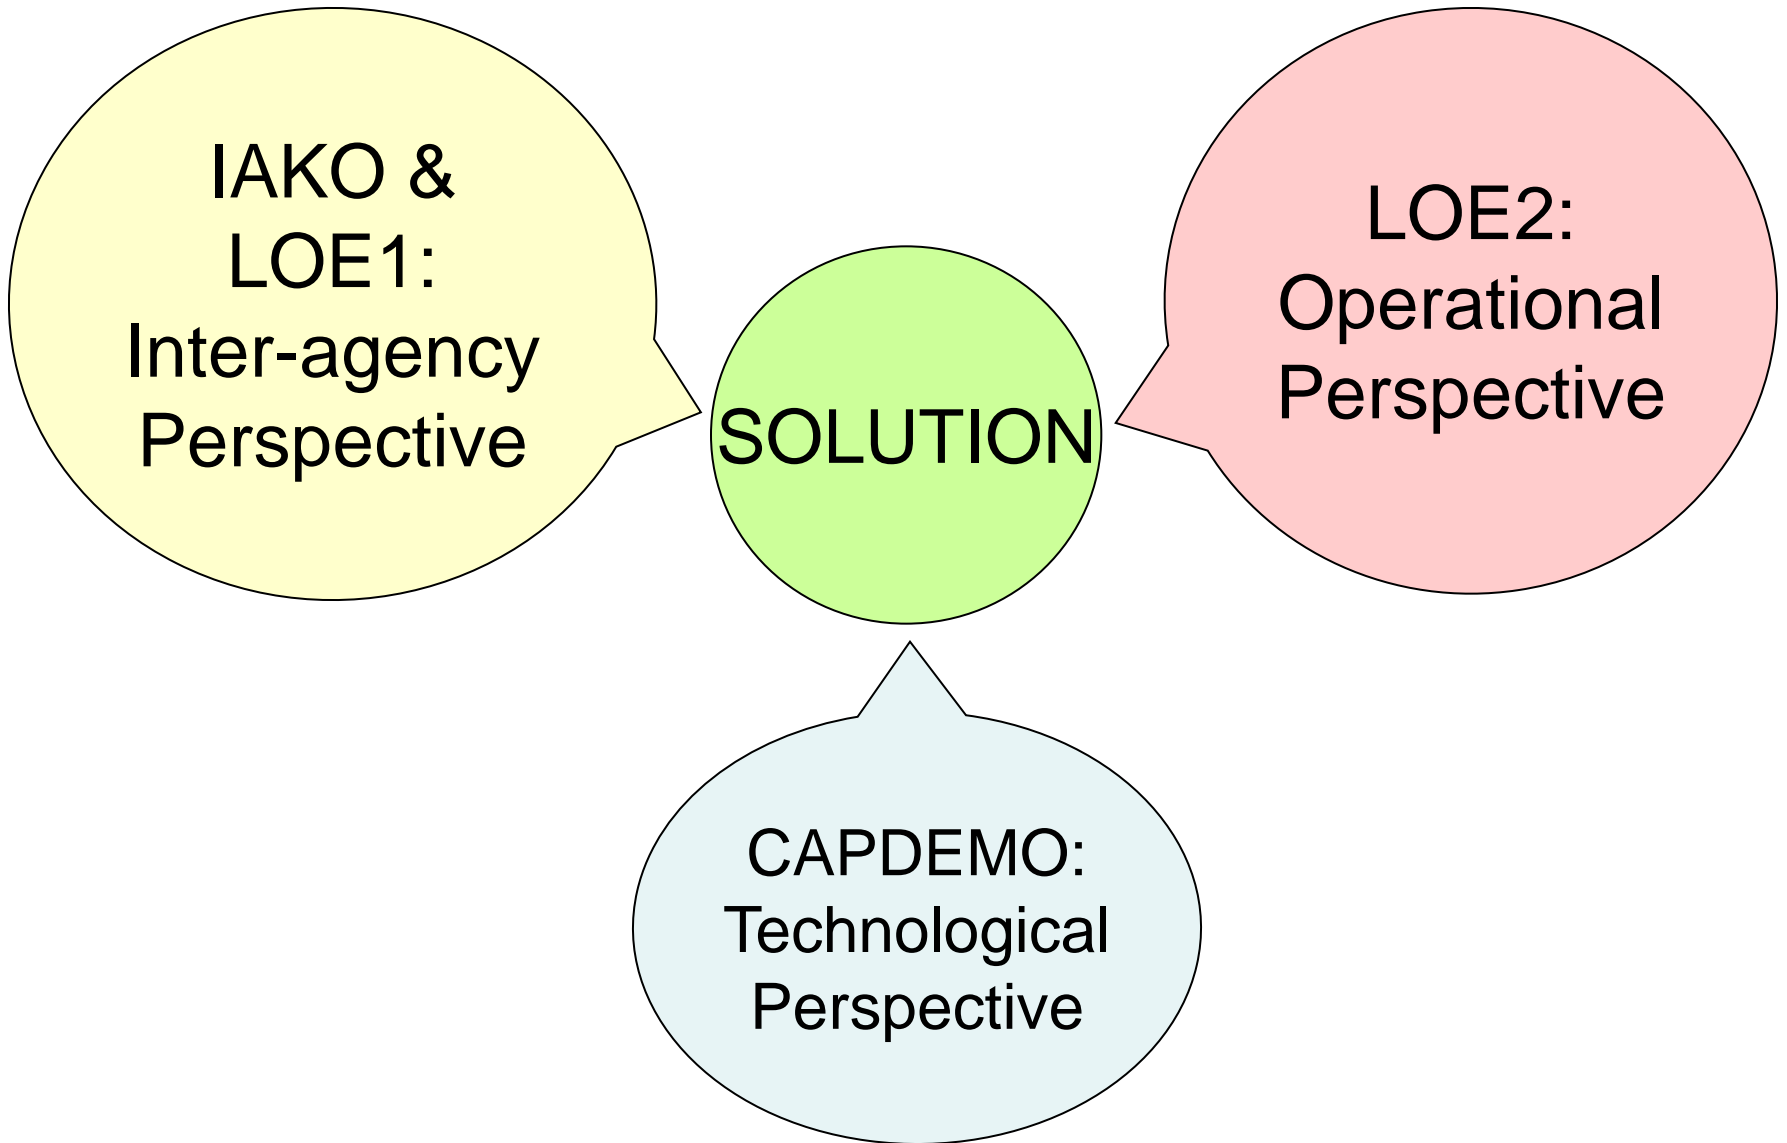 IAKO &
LOE1:
Inter-agency
Perspective
SOLUTION
LOE2:
Operational
Perspective
CAPDEMO:
Technological
Perspective